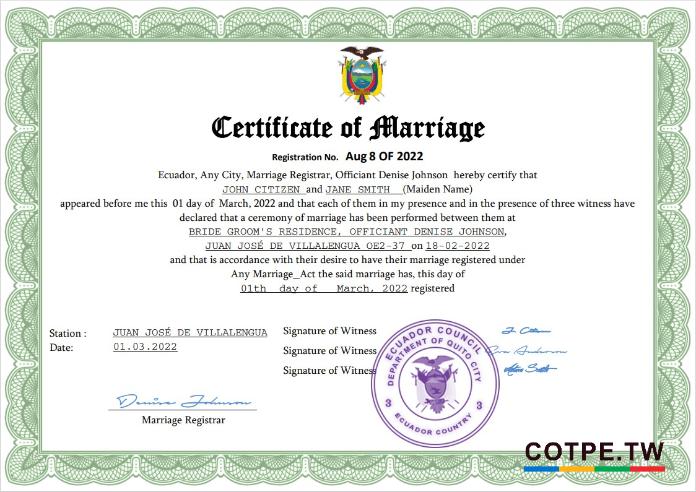 Certificate of Marriage
Registration No. Aug 8 OF 2022
Ecuador, Any City, Marriage Registrar, Officiant Denise Johnson hereby certify that
JOHN CITIZEN and JANE SMITH (Maiden Name)
appeared before me this 01 day of March, 2022 and that each of them in my presence and in the presence of three witness have
declared that a ceremony of marriage has been performed between them at
BRIDE GROOM'S RESIDENCE, OFFICIANT DENISE JOHNSON,
JUAN JOSÉ DE VILLALENGUA OE2-37 on 18-02-2022
and that is accordance with their desire to have their marriage registered under
Any Marriage_Act the said marriage has, this day of
01th day of March, 2022 registered
Station : JUAN JOSÉ DE VILLALENGUA
Date: 01.03.2022
Signature of Witness J. Citizen
Signature of Witness Eva Anderson
Signature of Witness
ECUADOR COUNCIL
DEPARTMENT OF QUITO CITY
3 3
ECUADOR COUNTRY
Denise Johnson
Marriage Registrar
COTPE.TW